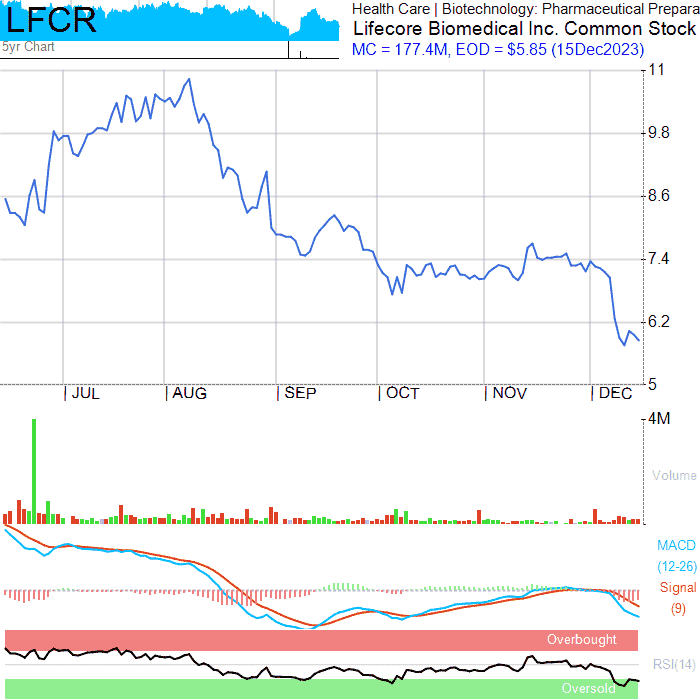 LFCR
5yr Chart
Health Care | Biotechnology: Pharmaceutical Prepara
Lifecore Biomedical Inc. Common Stock
MC = 177.4M, EOD = $5.85 (15Dec2023)
11
9.8
8.6
7.4
6.2
5
JUL
AUG
SEP
OCT
NOV
DEC
4M
Volume
MACD
(12-26)
Signal
(9)
Overbought
RSI(14)
Oversold